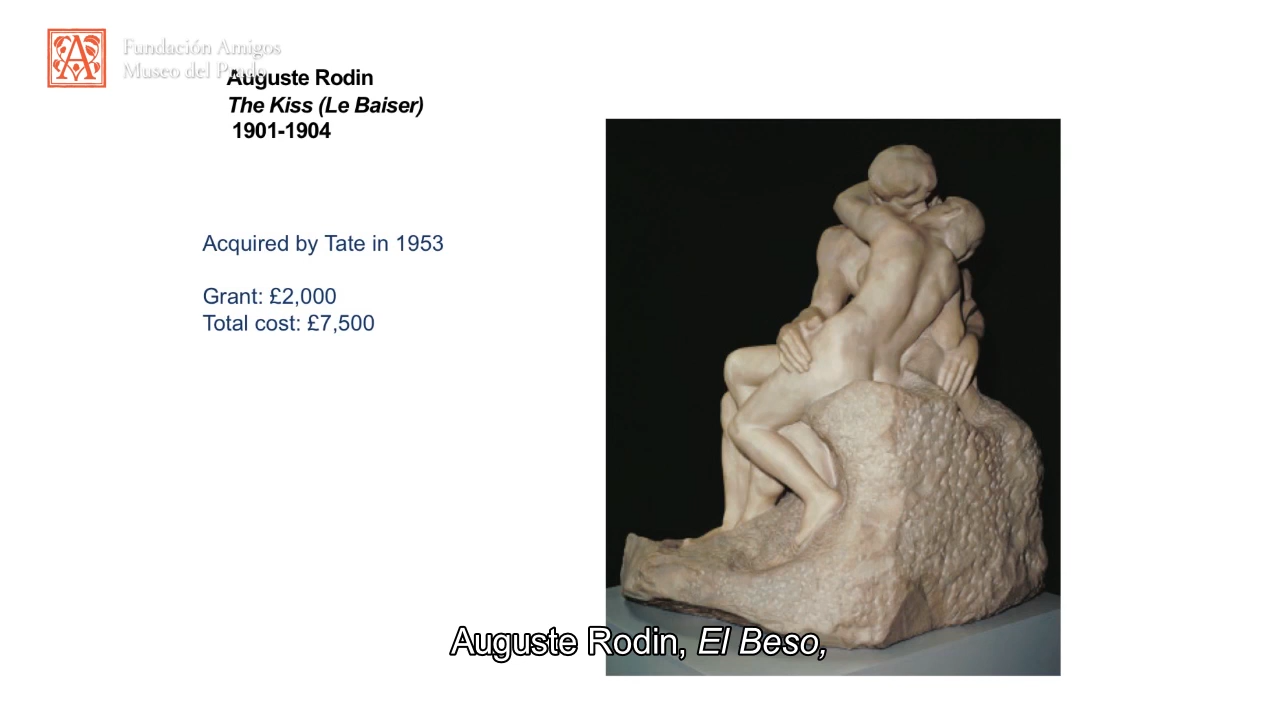 Fundación Amigos
Museo del Prado
Auguste Rodin
The Kiss (Le Baiser)
1901-1904
Acquired by Tate in 1953
Grant: £2,000
Total cost: £7,500
Auguste Rodin, El Beso,